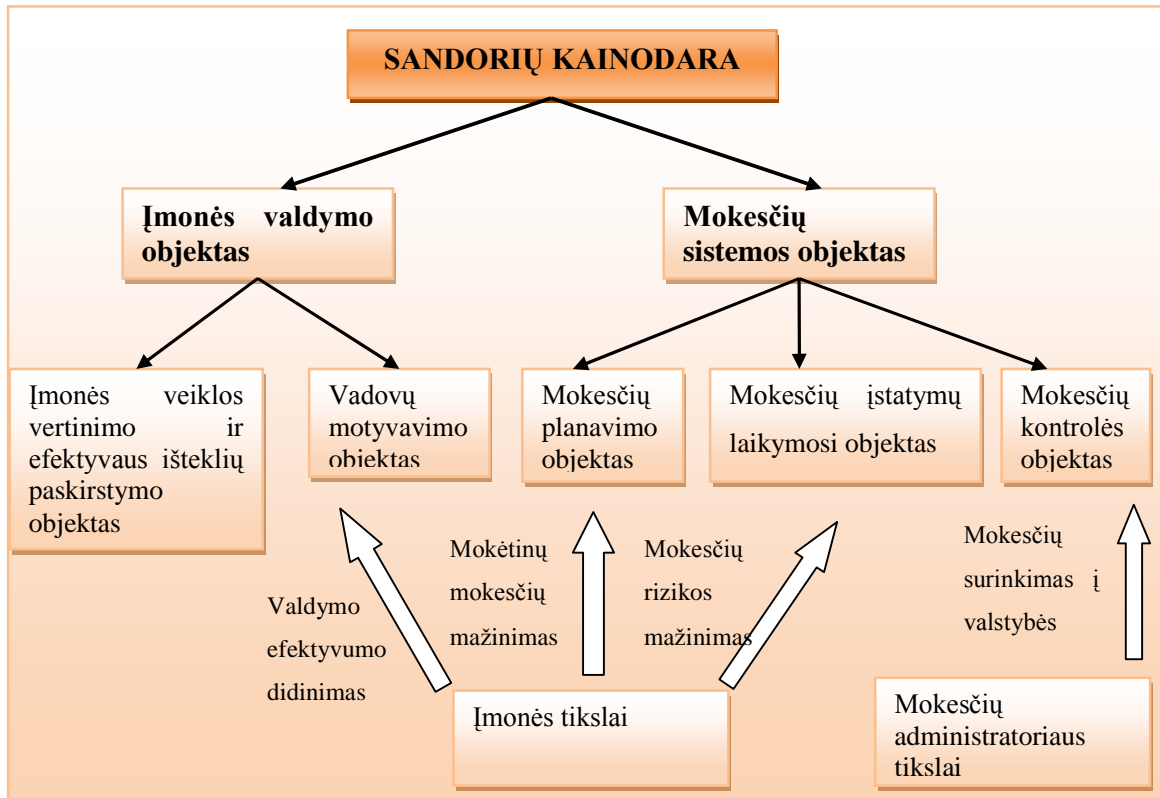 SANDORIŲ KAINODARA
Įmonės valdymo
objektas
Mokesčių
sistemos objektas
Įmonės veiklos
vertinimo ir
efektyvaus išteklių
paskirstymo
objektas
Vadovų
motyvavimo
objektas
Mokesčių
planavimo
objektas
Mokesčių įstatymų
laikymosi objektas
Mokesčių
kontrolės
objektas
Valdymo
efektyvumo
didinimas
Mokėtinų
mokesčių
mažinimas
Mokesčių
rizikos
mažinimas
Mokesčių
surinkimas į
valstybės
Įmonės tikslai
Mokesčių
administratoriaus
tikslai